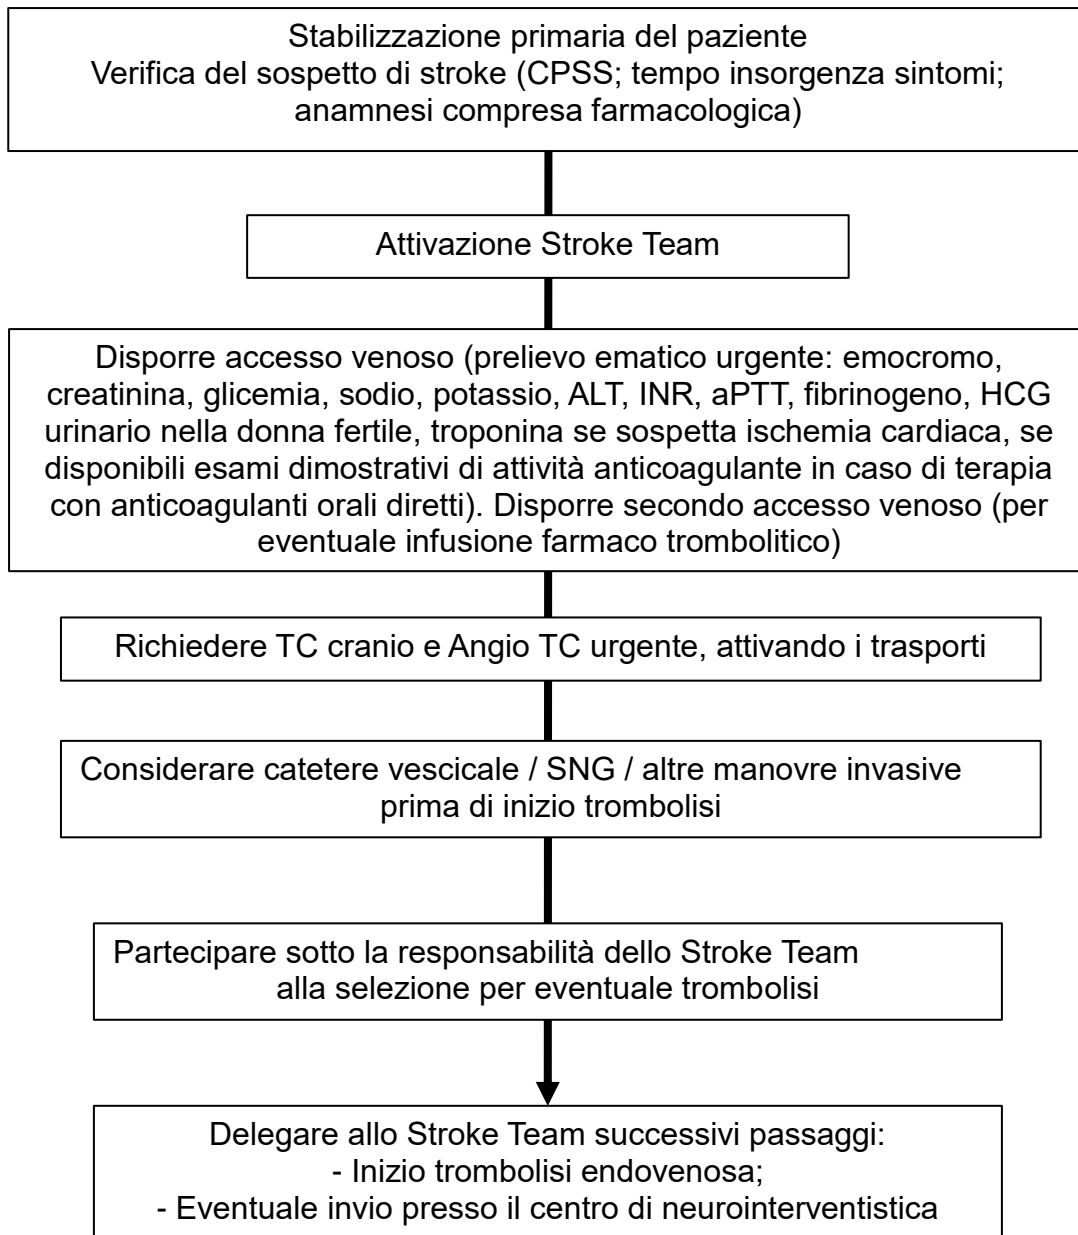 Stabilizzazione primaria del paziente
Verifica del sospetto di stroke (CPSS; tempo insorgenza sintomi;
anamnesi compresa farmacologica)
Attivazione Stroke Team
Disporre accesso venoso (prelievo ematico urgente: emocromo,
creatinina, glicemia, sodio, potassio, ALT, INR, aPTT, fibrinogeno, HCG
urinario nella donna fertile, troponina se sospetta ischemia cardiaca, se
disponibili esami dimostrativi di attività anticoagulante in caso di terapia
con anticoagulanti orali diretti). Disporre secondo accesso venoso (per
eventuale infusione farmaco trombolitico)
Richiedere TC cranio e Angio TC urgente, attivando i trasporti
Considerare catetere vescicale / SNG / altre manovre invasive
prima di inizio trombolisi
Partecipare sotto la responsabilità dello Stroke Team
alla selezione per eventuale trombolisi
Delegare allo Stroke Team successivi passaggi:
- Inizio trombolisi endovenosa;
- Eventuale invio presso il centro di neurointerventistica